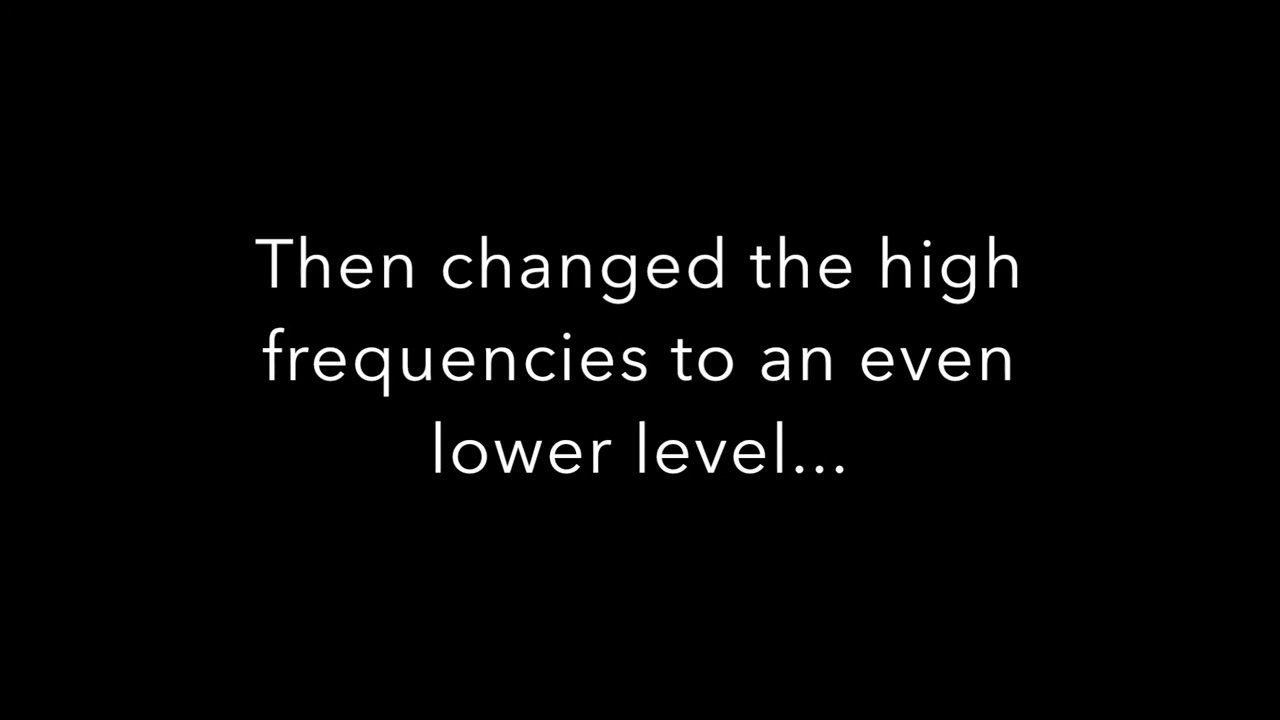 Then changed the high
frequencies to an even
lower level...